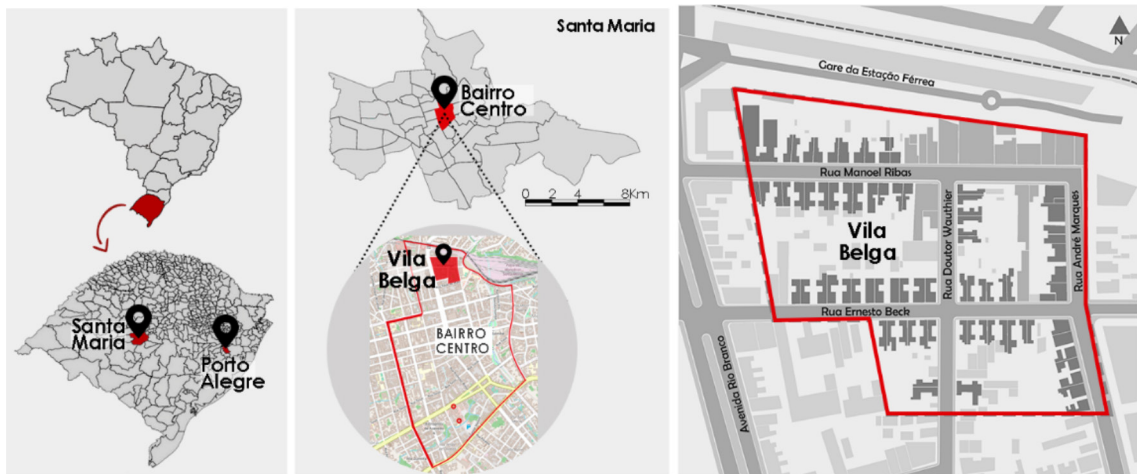 Santa
Maria
Porto
Alegre
Santa Maria
Bairro
Centro
0 2 4 8Km
Vila
Belga
BAIRRO
CENTRO
N
Gare da Estação Férrea
Rua Manoel Ribas
Vila
Belga
Rua Doutor Wauthier
Rua André Marques
Rua Ernesto Beck
Avenida Rio Branco